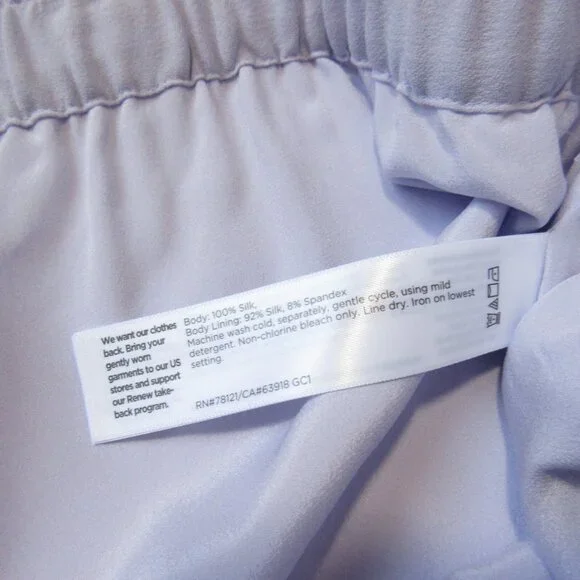 We want our clothes
back. Bring your
gently worn
garments to our US
stores and support
our Renew take-
back program.
Body: 100% Silk,
Body Lining: 92% Silk, 8% Spandex
Machine wash cold, separately, gentle cycle, using mild
detergent. Non-chlorine bleach only. Line dry. Iron on lowest
setting.
RN#78121/CA#63918 GC1